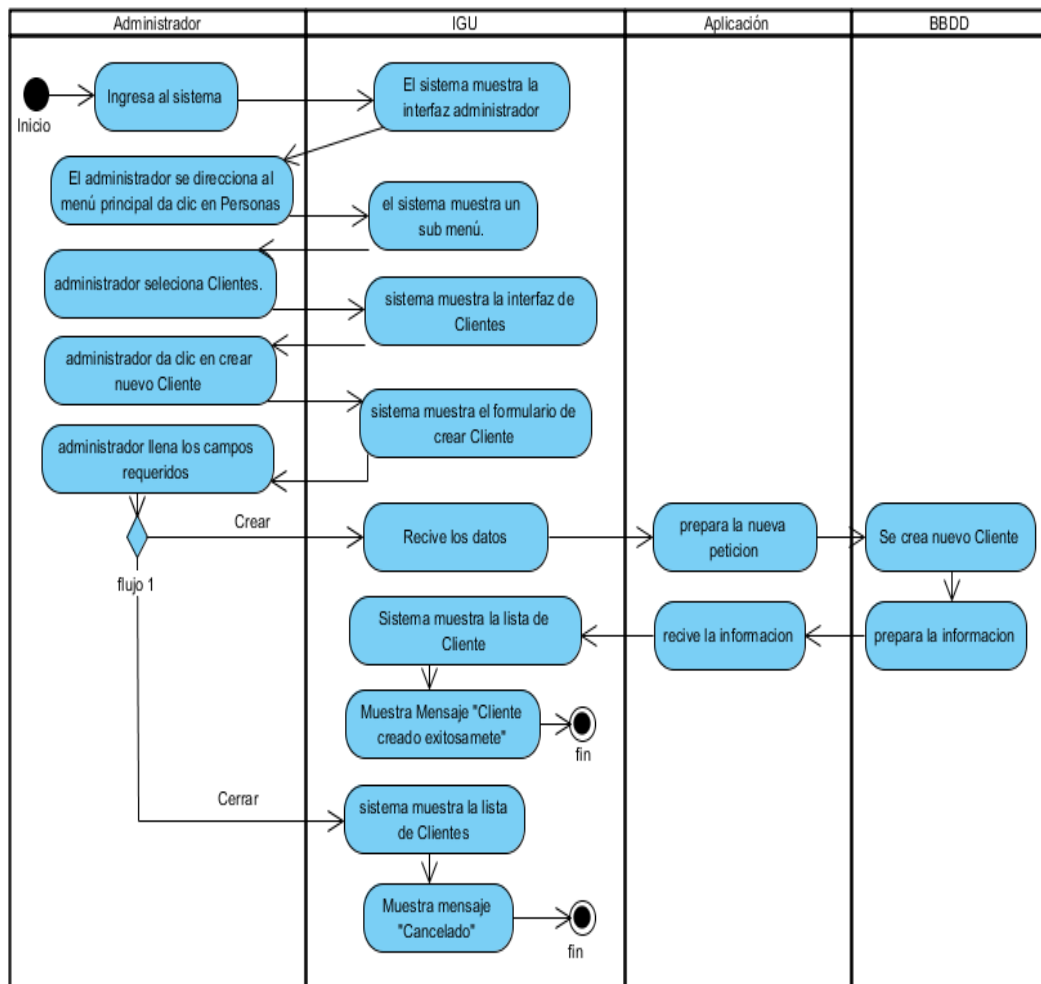 Administrador
IGU
Aplicación
BBDD
Inicio
Ingresa al sistema
El sistema muestra la
interfaz administrador
El administrador se direcciona al
menú principal da clic en Personas
el sistema muestra un
sub menú.
administrador seleciona Clientes.
sistema muestra la interfaz de
Clientes
administrador da clic en crear
nuevo Cliente
sistema muestra el formulario de
crear Cliente
administrador llena los campos
requeridos
flujo 1
Crear
Recive los datos
prepara la nueva
peticion
Se crea nuevo Cliente
prepara la informacion
recive la informacion
Sistema muestra la lista de
Cliente
Muestra Mensaje "Cliente
creado exitosamete"
fin
Cerrar
sistema muestra la lista
de Clientes
Muestra mensaje
"Cancelado"
fin